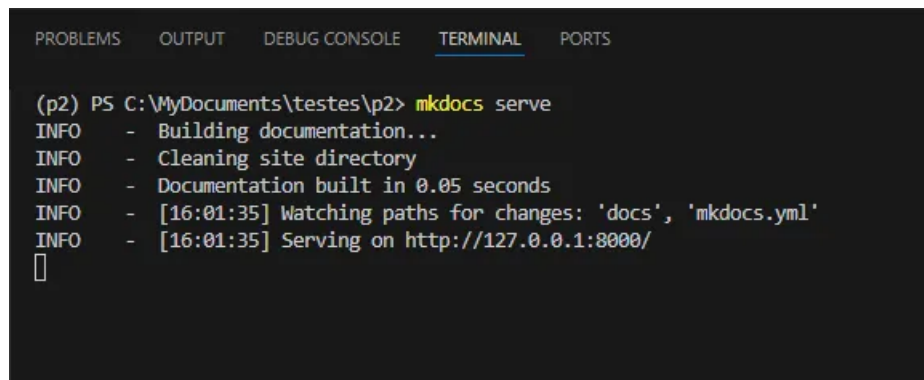 PROBLEMS OUTPUT DEBUG CONSOLE TERMINAL PORTS
(p2) PS C:\MyDocuments\testes\p2> mkdocs serve
INFO    -  Building documentation...
INFO    -  Cleaning site directory
INFO    -  Documentation built in 0.05 seconds
INFO    -  [16:01:35] Watching paths for changes: 'docs', 'mkdocs.yml'
INFO    -  [16:01:35] Serving on http://127.0.0.1:8000/